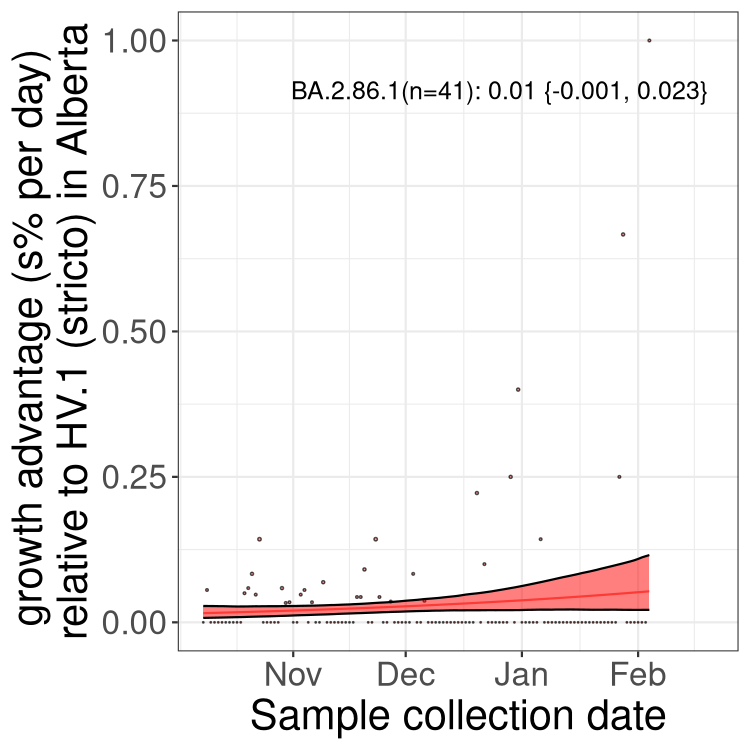 growth advantage (s% per day)
relative to HV.1 (stricto) in Alberta
1.00
0.75
0.50
0.25
0.00
BA.2.86.1(n=41): 0.01 {-0.001, 0.023}
Nov Dec Jan Feb
Sample collection date